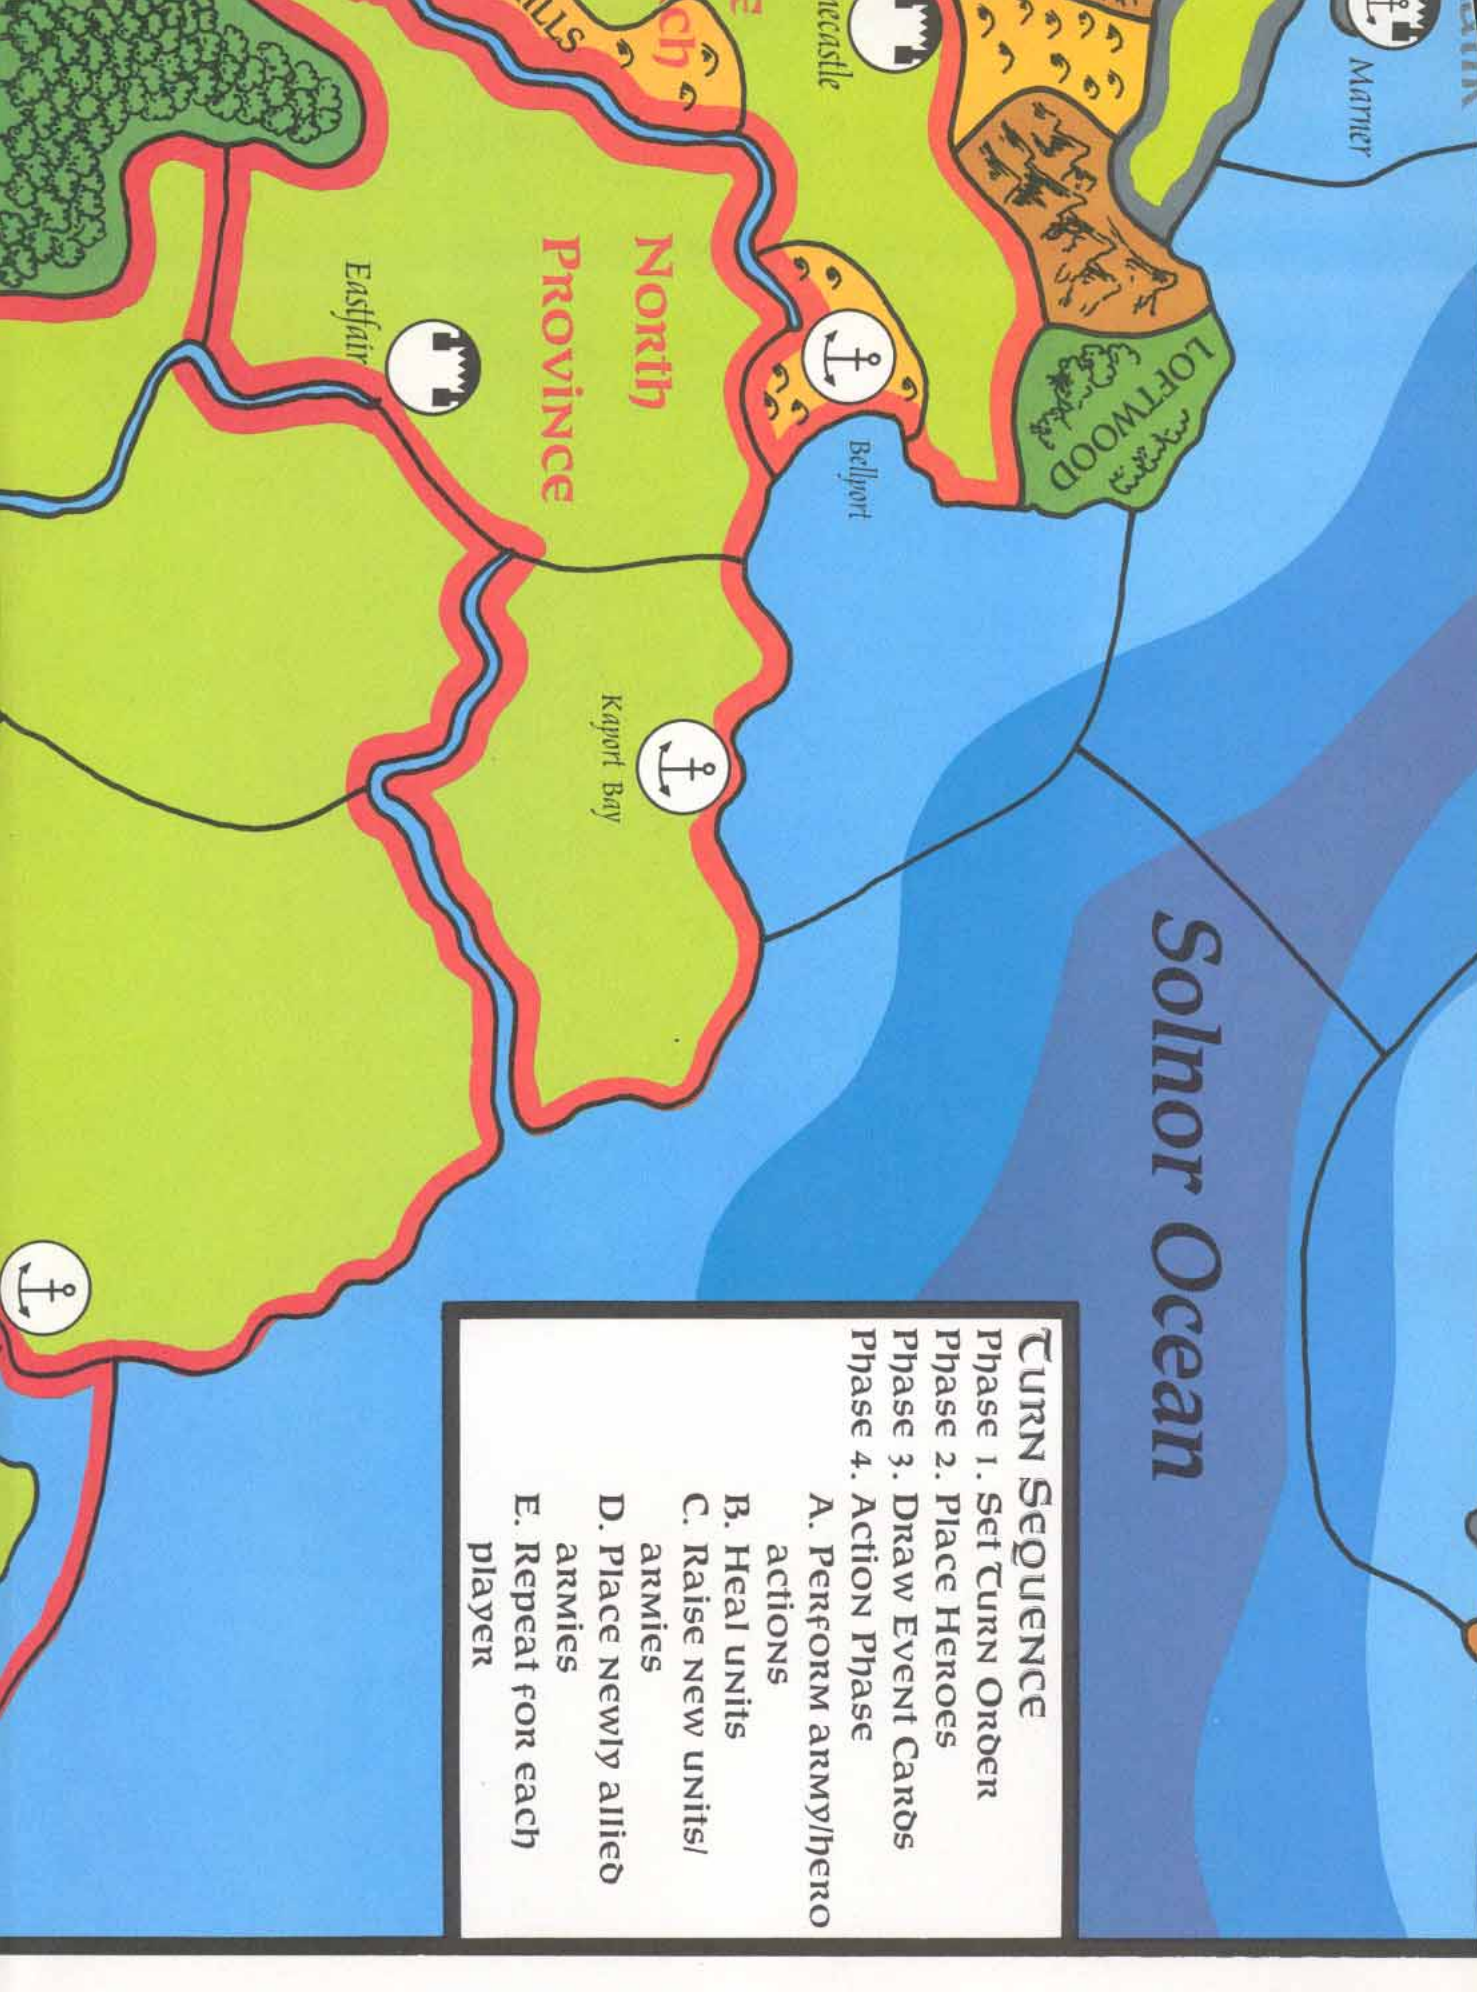 Marner
Solnor Ocean
LOFTWOOD
Bellport
North
Province
Eastfair
Kaport Bay
Turn Sequence
Phase 1. Set Turn Order
Phase 2. Place Heroes
Phase 3. Draw Event Cards
Phase 4. Action Phase
A. Perform army/hero
actions
B. Heal units
C. Raise new units/
armies
D. Place newly allied
armies
E. Repeat for each
player